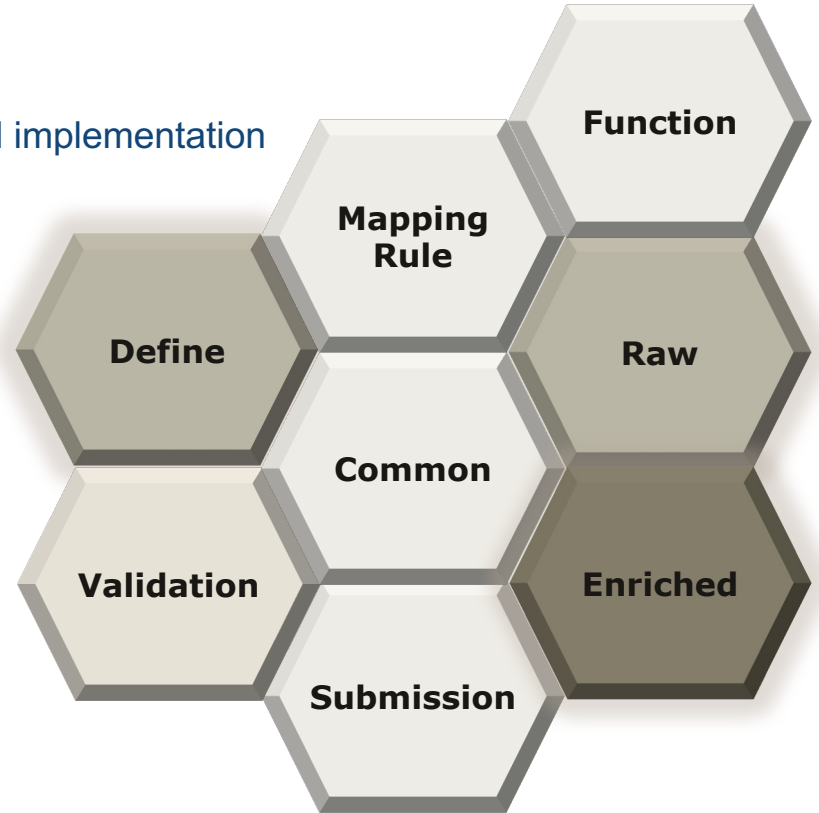 implementation
Function
Mapping
Rule
Define
Raw
Common
Validation
Enriched
Submission